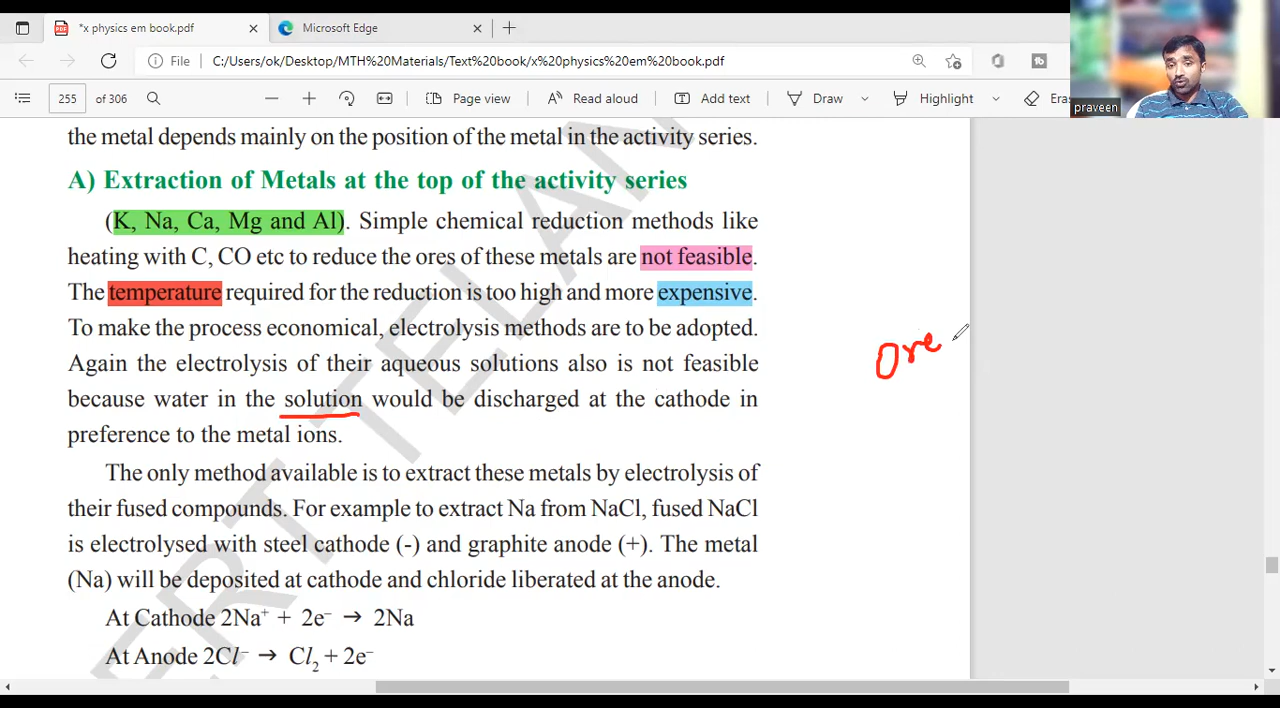 *x physics em book.pdf
Microsoft Edge
File C:/Users/ok/Desktop/MTH%20Materials/Text%20book/x%20physics%20em%20book.pdf
255 of 306 Page view Read aloud Add text Draw Highlight
praveen
the metal depends mainly on the position of the metal in the activity series.
A) Extraction of Metals at the top of the activity series
(K, Na, Ca, Mg and Al). Simple chemical reduction methods like
heating with C, CO etc to reduce the ores of these metals are not feasible.
The temperature required for the reduction is too high and more expensive.
To make the process economical, electrolysis methods are to be adopted.
Again the electrolysis of their aqueous solutions also is not feasible
because water in the solution would be discharged at the cathode in
preference to the metal ions.
Ore
The only method available is to extract these metals by electrolysis of
their fused compounds. For example to extract Na from NaCl, fused NaCl
is electrolysed with steel cathode (-) and graphite anode (+). The metal
(Na) will be deposited at cathode and chloride liberated at the anode.
At Cathode 2Na⁺ + 2e⁻ → 2Na
At Anode 2Cl⁻ → Cl₂ + 2e⁻